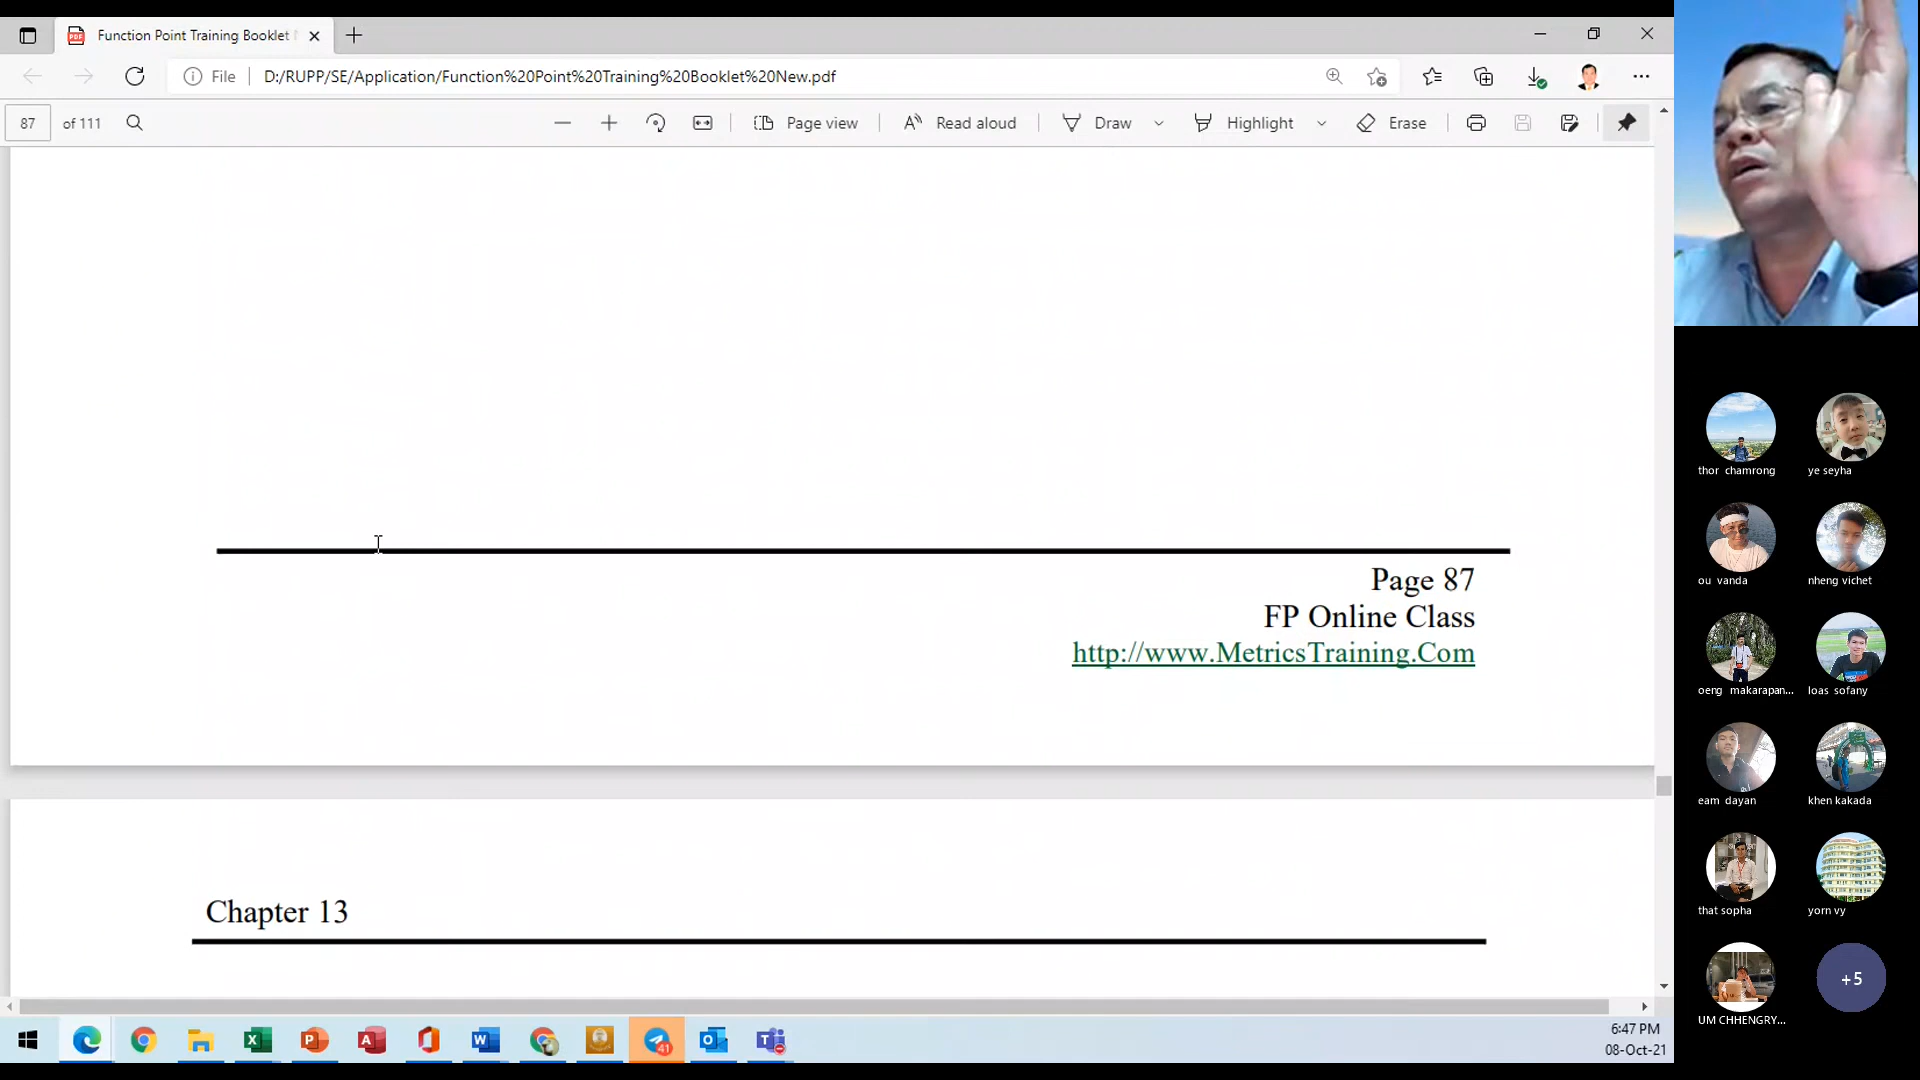 Function Point Training Booklet
File
D:/RUPP/SE/Application/Function%20Point%20Training%20Booklet%20New.pdf
87 of 111
Page view
Read aloud
Draw
Highlight
Erase
Page 87
FP Online Class
http://www.MetricsTraining.Com
Chapter 13
thor chamrong
ye seyha
ou vanda
nheng vichet
oeng makarapan...
loas sofany
eam dayan
khen kakada
that sopha
yorn vy
+5
UM CHHENGRY...
41
6:47 PM
08-Oct-21